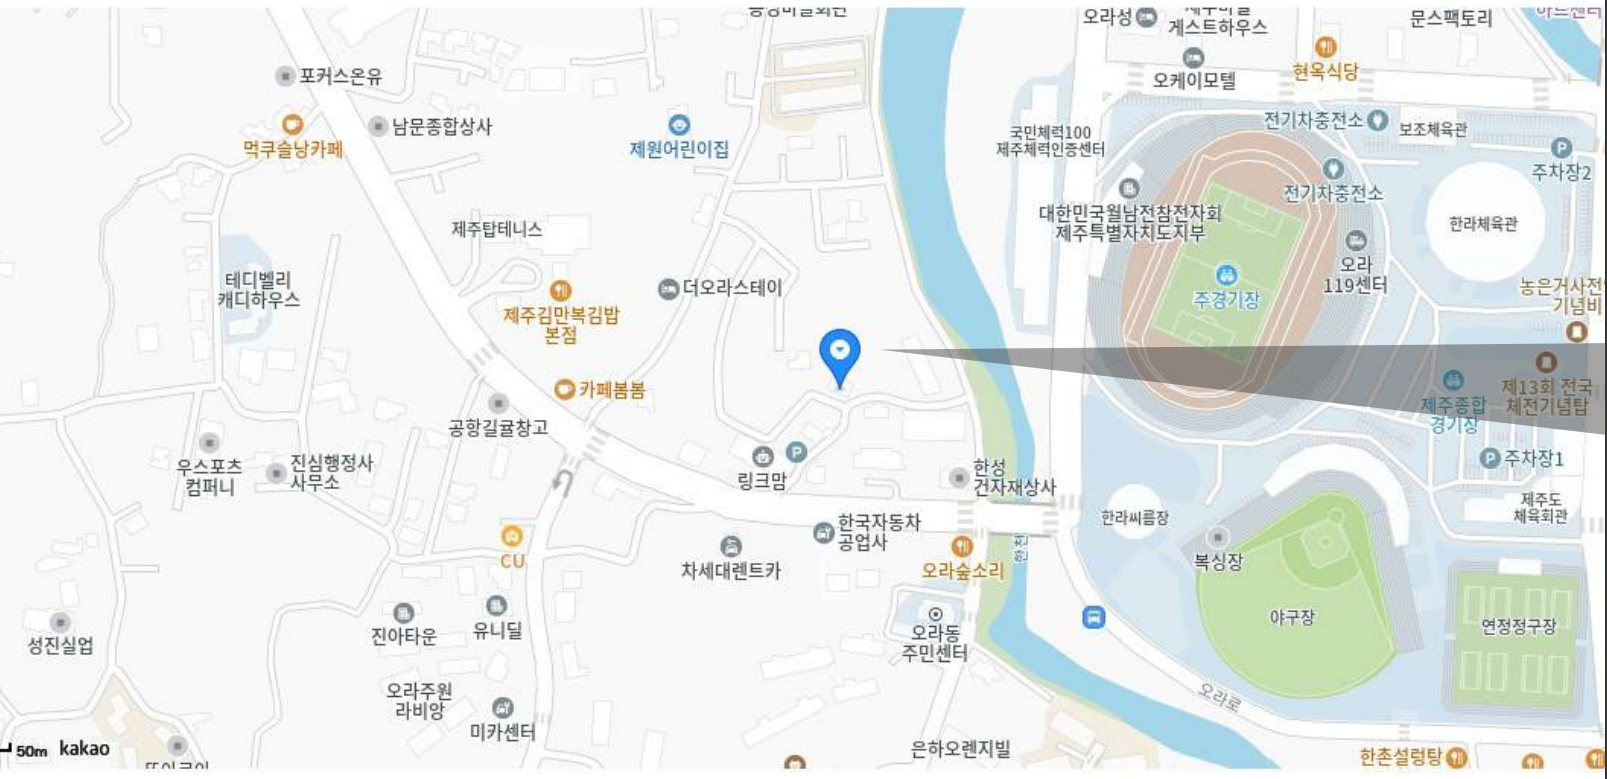 오라성
게스트하우스
문스팩토리
포커스온유
오케이모텔
현옥식당
남문종합상사
먹쿠슬낭카페
제원어린이집
국민체력100
제주체력인증센터
전기차충전소
보조체육관
주차장2
전기차충전소
대한민국월남전참전자회
제주특별자치도지부
한라체육관
제주탑테니스
테디벨리
캐디하우스
더오라스테이
오라
119센터
주경기장
농은거사전
기념비
제주김만복김밥
본점
카페봄봄
제13회 전국
체전기념탑
제주종합
경기장
공항길귤창고
우스포츠
컴퍼니
진심행정사
사무소
링크맘
P
한성
건자재상사
주차장1
제주도
체육회관
한국자동차
공업사
한라씨름장
한천
복싱장
CU
차세대렌트카
오라숲소리
성진실업
진아타운
유니딜
오라동
주민센터
야구장
연정정구장
오라주원
라비앙
미카센터
오라로
은하오렌지빌
한촌설렁탕
50m kakao